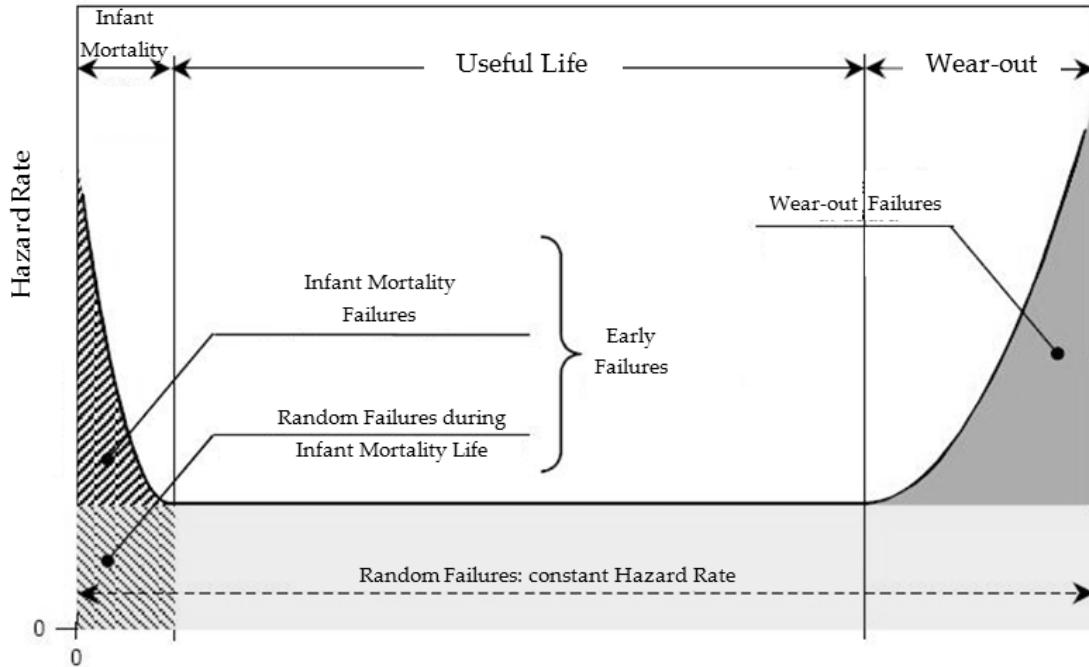 Infant
Mortality
Useful Life
Wear-out
Hazard Rate
Wear-out Failures
Infant Mortality
Failures
Early
Failures
Random Failures during
Infant Mortality Life
Random Failures: constant Hazard Rate
0
0